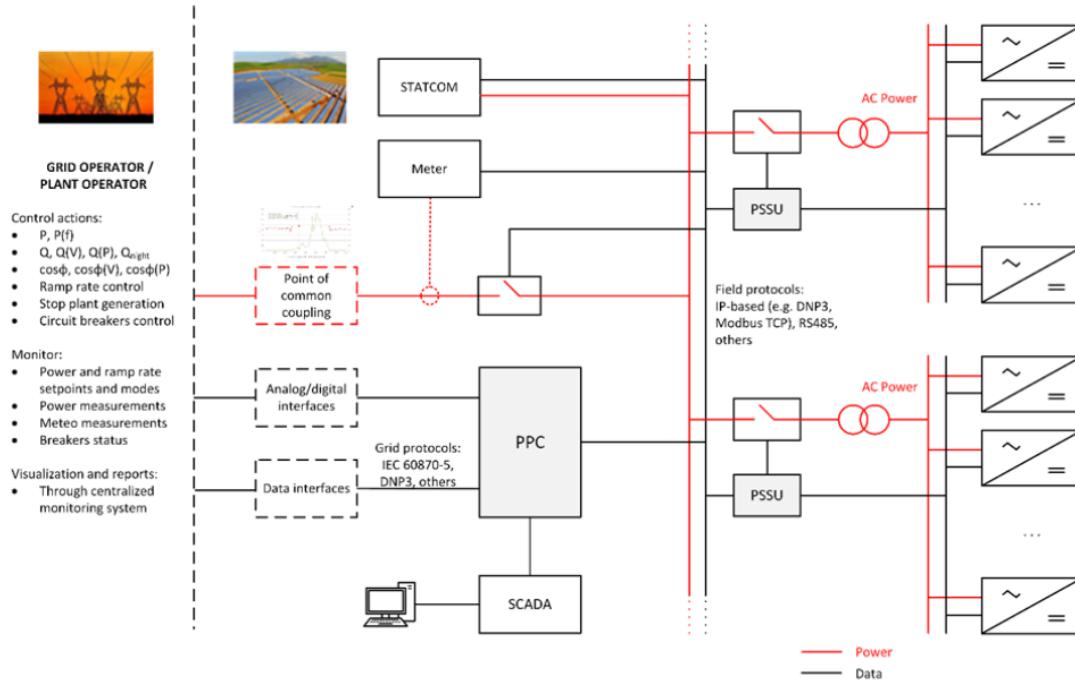 GRID OPERATOR /
PLANT OPERATOR
Control actions:
• P, P(f)
• Q, Q(V), Q(P), Qnight
• cosϕ, cosϕ(V), cosϕ(P)
• Ramp rate control
• Stop plant generation
• Circuit breakers control
Monitor:
• Power and ramp rate
setpoints and modes
• Power measurements
• Meteo measurements
• Breakers status
Visualization and reports:
• Through centralized
monitoring system
STATCOM
Meter
Point of
common
coupling
Analog/digital
interfaces
Data interfaces
Grid protocols:
IEC 60870-5,
DNP3, others
PPC
SCADA
AC Power
PSSU
...
Field protocols:
IP-based (e.g. DNP3,
Modbus TCP), RS485,
others
AC Power
PSSU
...
Power
Data